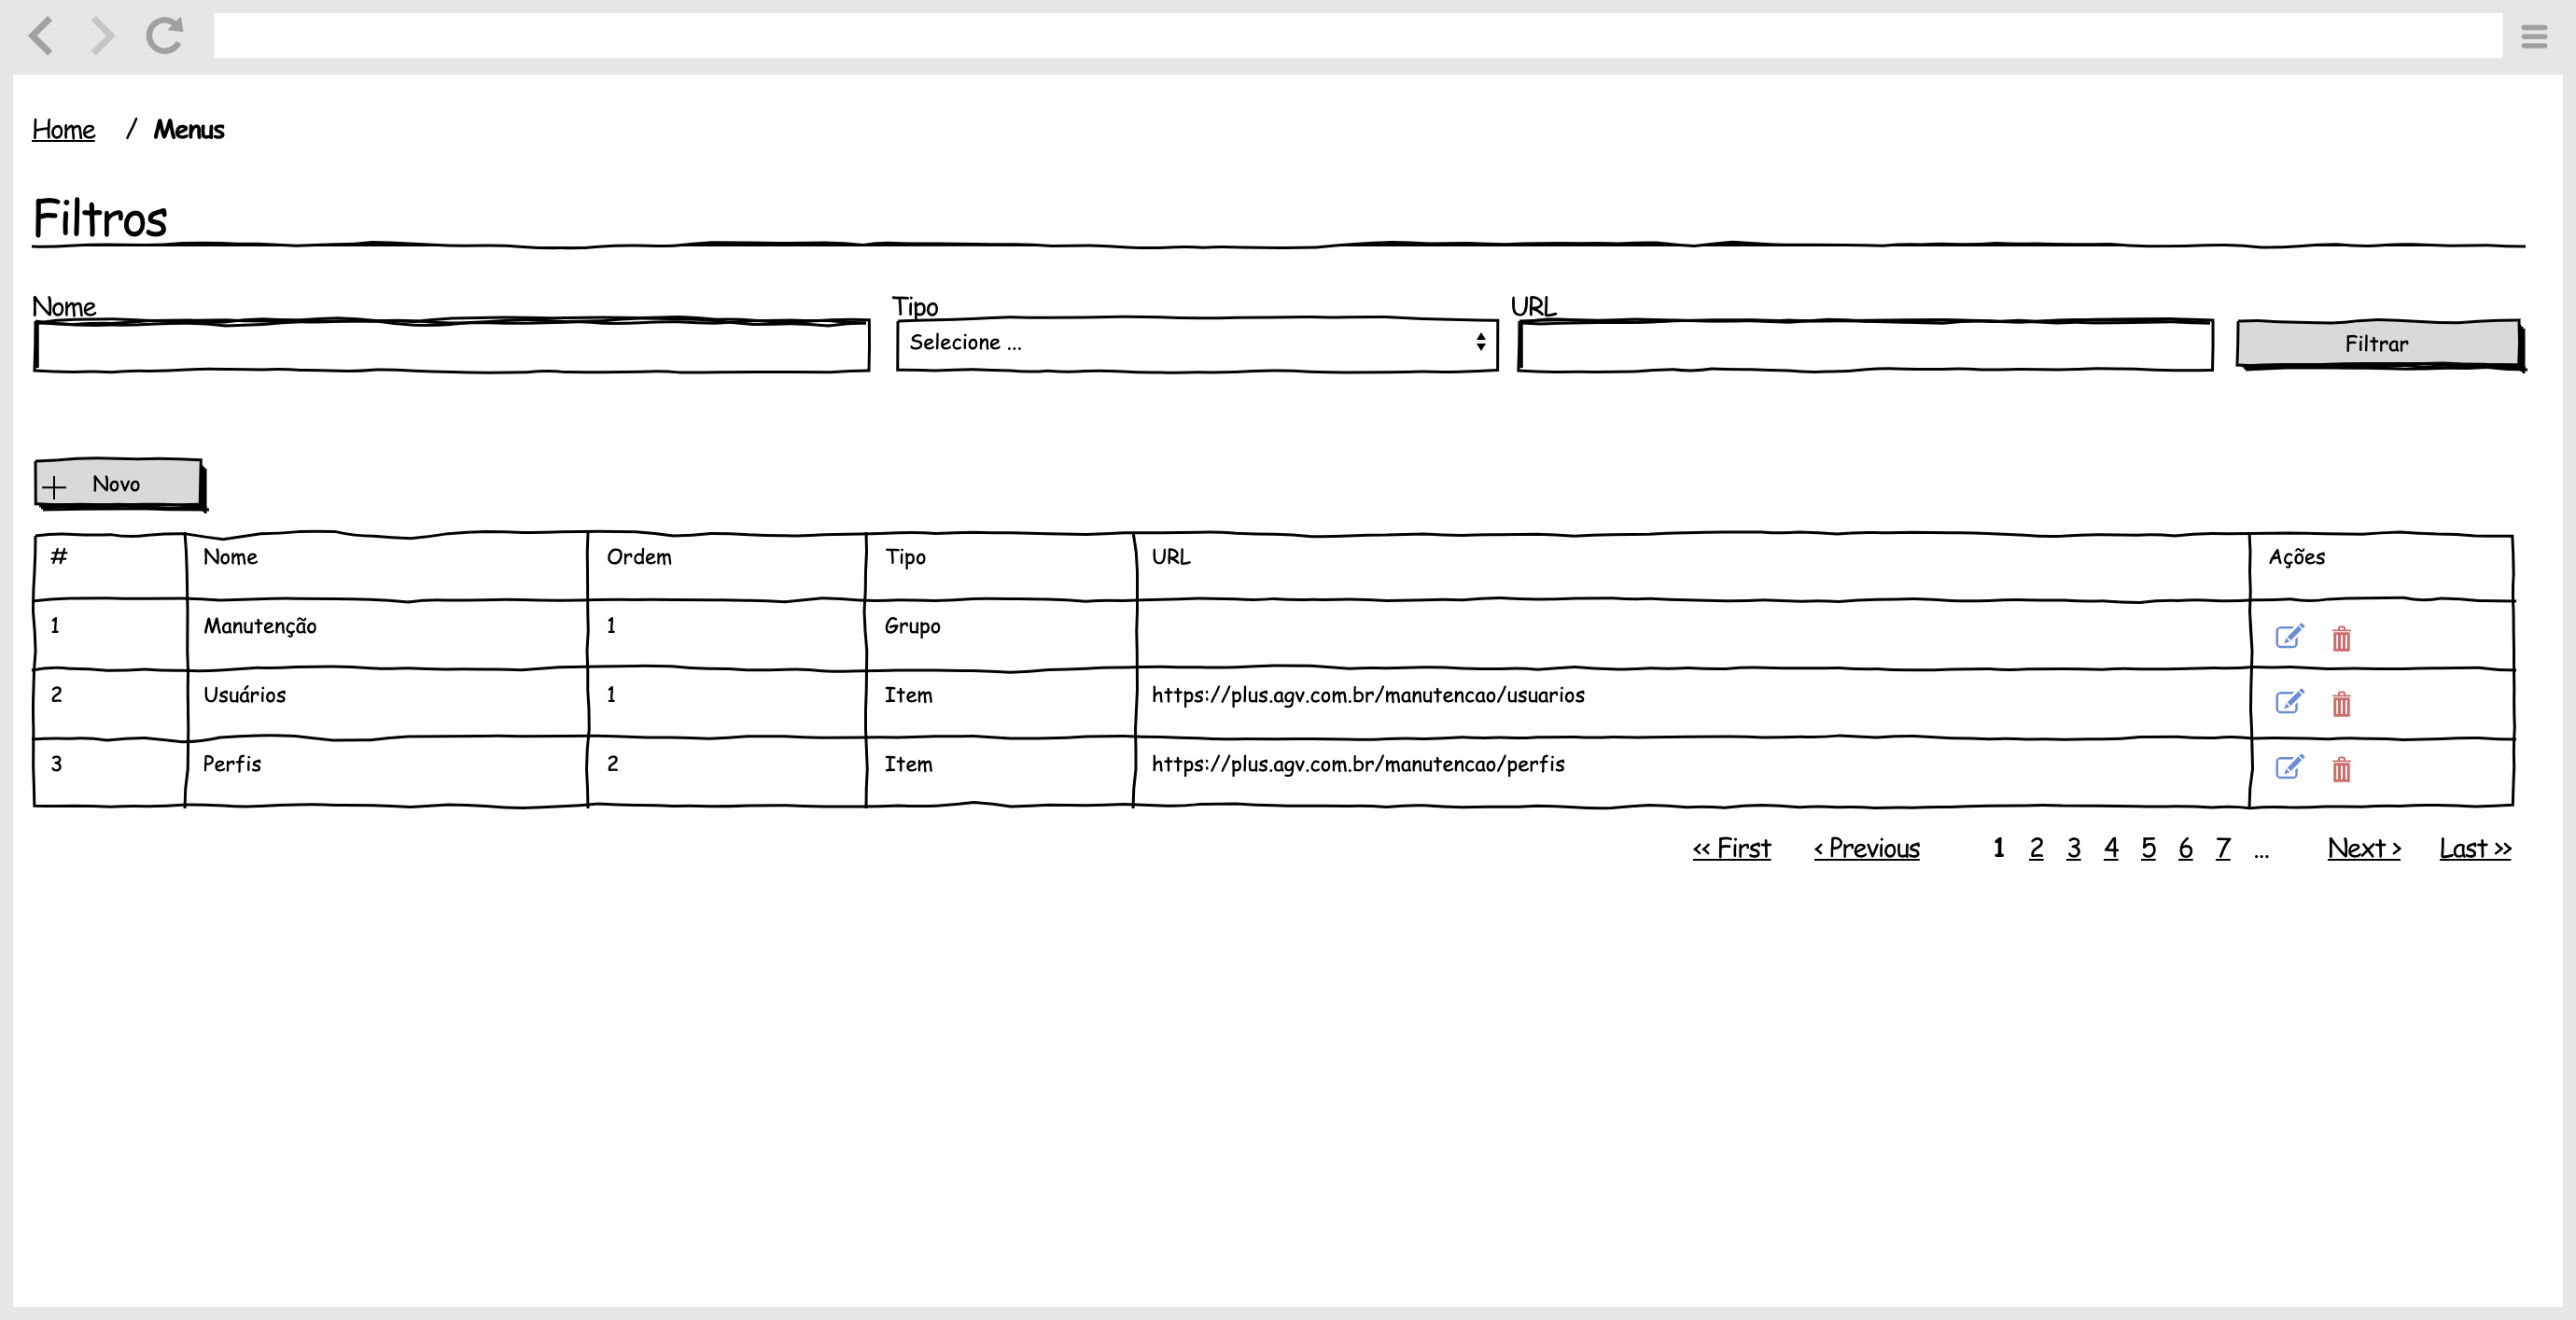 Home / Menus
Filtros
Nome Tipo URL
Selecione ... Filtrar
+ Novo
# Nome Ordem Tipo URL Ações
1 Manutenção 1 Grupo
2 Usuários 1 Item https://plus.agv.com.br/manutencao/usuarios
3 Perfis 2 Item https://plus.agv.com.br/manutencao/perfis
<< First < Previous 1 2 3 4 5 6 7 ... Next > Last >>